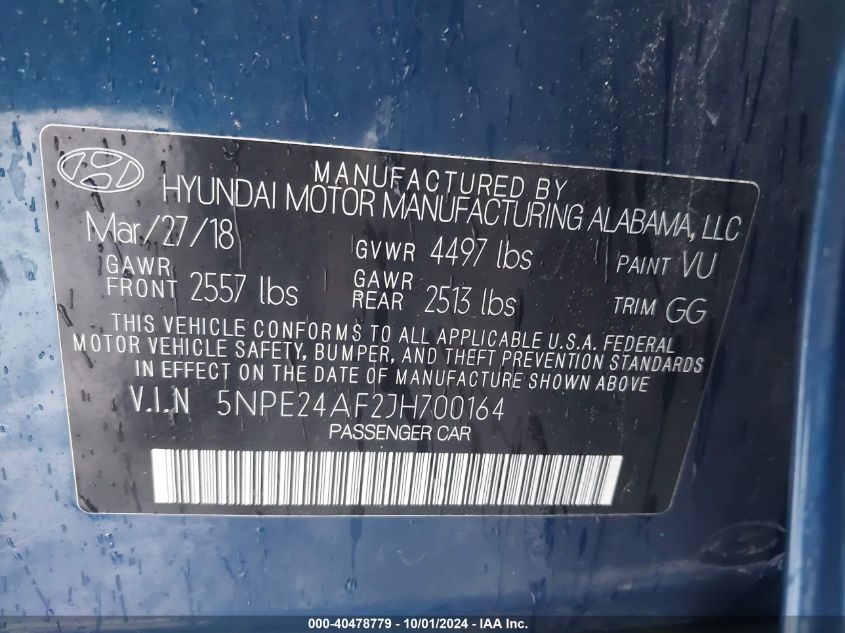 MANUFACTURED BY
HYUNDAI MOTOR MANUFACTURING ALABAMA, LLC
Mar/27/18
GVWR 4497 lbs
PAINT VU
GAWR FRONT 2557 lbs
GAWR REAR 2513 lbs
TRIM GG
THIS VEHICLE CONFORMS TO ALL APPLICABLE U.S.A. FEDERAL
MOTOR VEHICLE SAFETY, BUMPER, AND THEFT PREVENTION STANDARDS
IN EFFECT ON THE DATE OF MANUFACTURE SHOWN ABOVE
V.I.N 5NPE24AF2JH700164
PASSENGER CAR
000-40478779 - 10/01/2024 - IAA Inc.